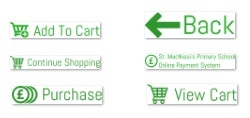 Add To Cart
Back
Continue Shopping
St. MacNissi's Primary School
Online Payment System
Purchase
View Cart